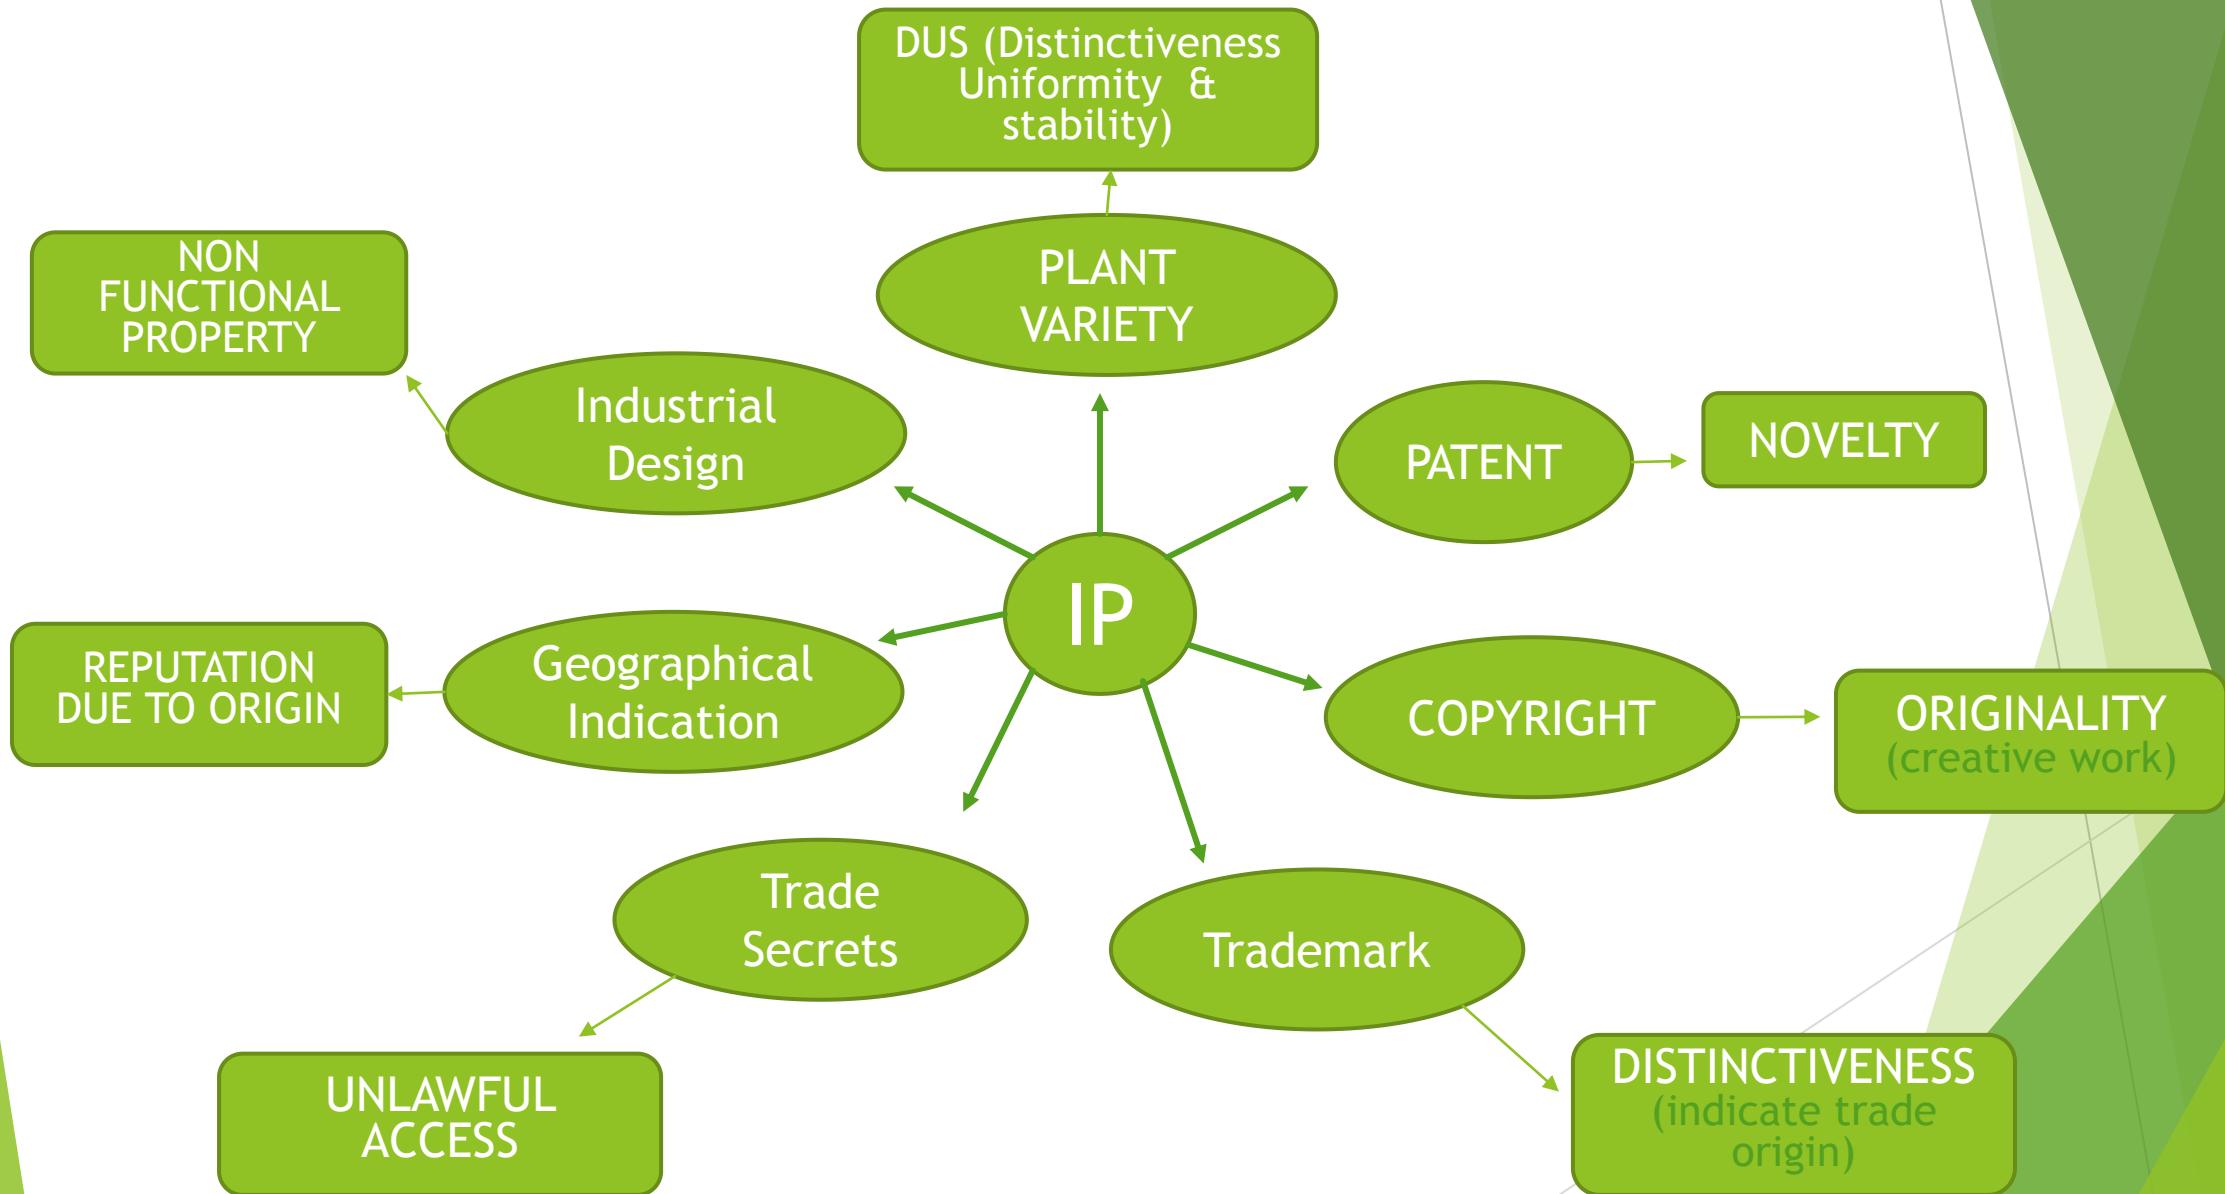 DUS (Distinctiveness
Uniformity & 
stability)
PLANT
VARIETY
NON
FUNCTIONAL
PROPERTY
Industrial
Design
PATENT
NOVELTY
IP
Geographical
Indication
REPUTATION
DUE TO ORIGIN
COPYRIGHT
ORIGINALITY
(creative work)
Trade
Secrets
Trademark
UNLAWFUL
ACCESS
DISTINCTIVENESS
(indicate trade
origin)